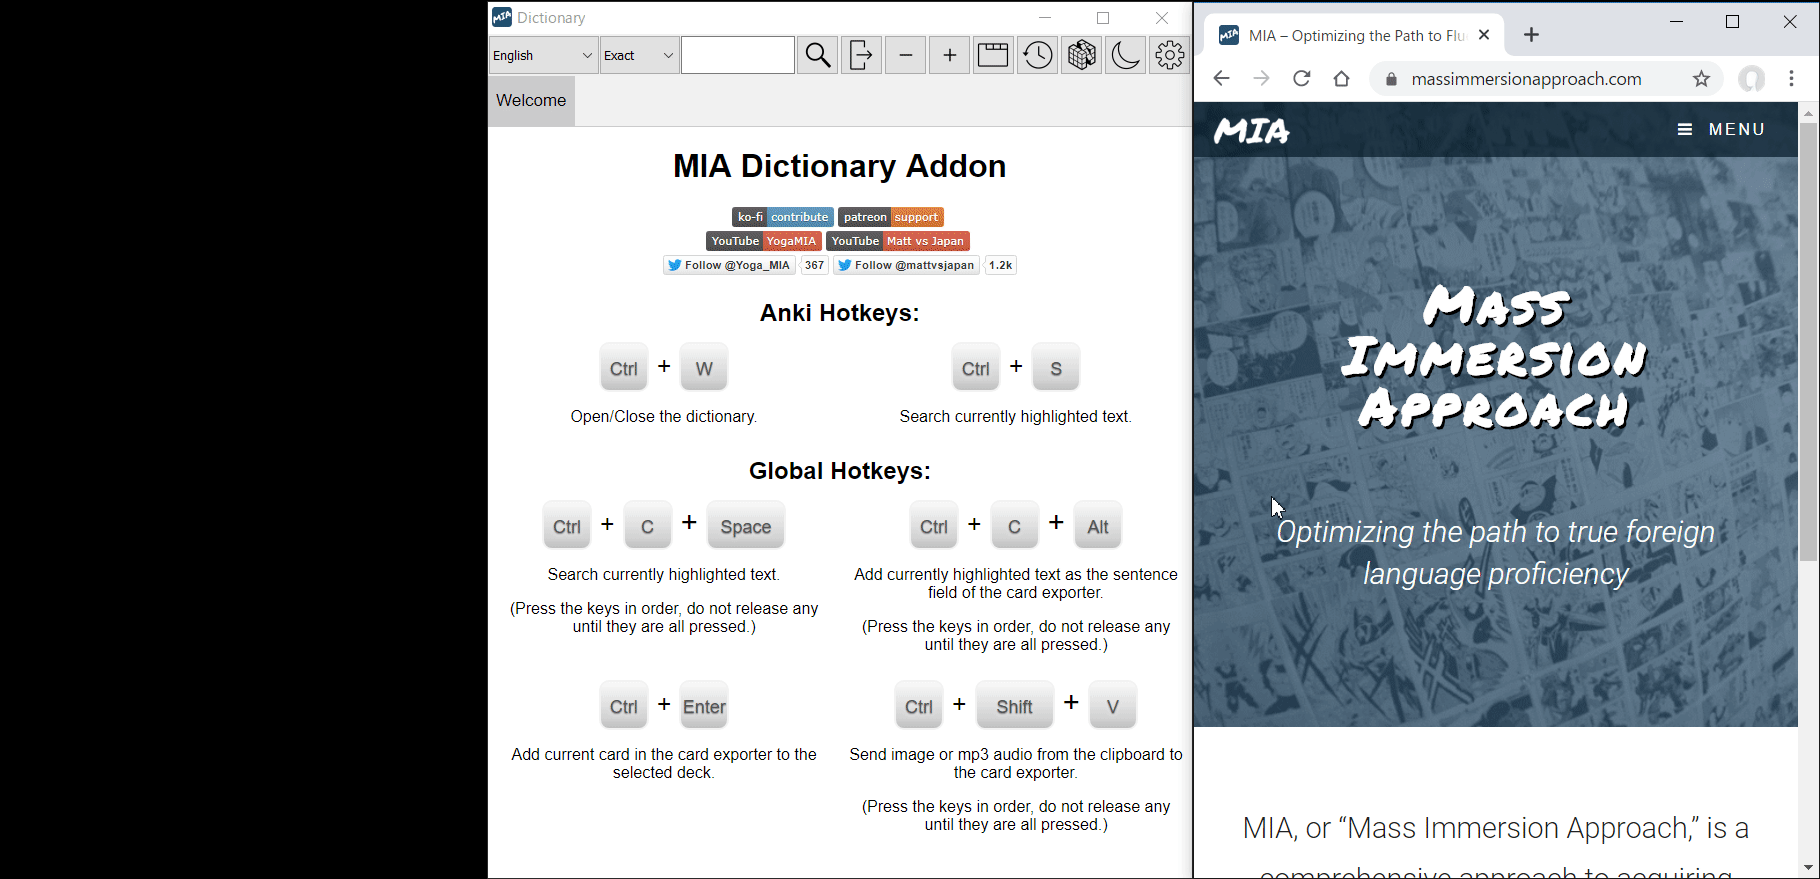 MIA Dictionary
English Exact
Welcome
MIA Dictionary Addon
ko-fi contribute patreon support
YouTube YogaMIA YouTube Matt vs Japan
Follow @Yoga_MIA 367 Follow @mattvsjapan 1.2k
Anki Hotkeys:
Ctrl + W
Open/Close the dictionary.
Ctrl + S
Search currently highlighted text.
Global Hotkeys:
Ctrl + C + Space
Search currently highlighted text.
(Press the keys in order, do not release any
until they are all pressed.)
Ctrl + C + Alt
Add currently highlighted text as the sentence
field of the card exporter.
(Press the keys in order, do not release any
until they are all pressed.)
Ctrl + Enter
Add current card in the card exporter to the
selected deck.
Ctrl + Shift + V
Send image or mp3 audio from the clipboard to
the card exporter.
(Press the keys in order, do not release any
until they are all pressed.)
MIA MIA – Optimizing the Path to Flu
massimmersionapproach.com
MIA MENU
Mass
Immersion
Approach
Optimizing the path to true foreign
language proficiency
MIA, or “Mass Immersion Approach,” is a
comprehensive approach to acquiring